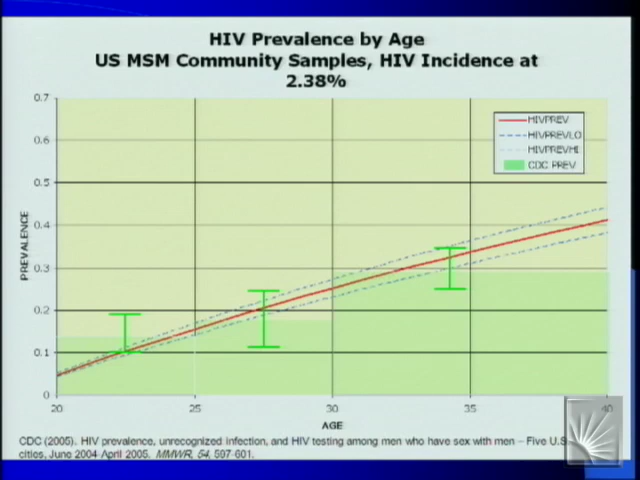 HIV Prevalence by Age
US MSM Community Samples, HIV Incidence at
2.38%
0.7
0.6
0.5
0.4
0.3
0.2
0.1
0
PREVALENCE
HIVPREV
HIVPREVLO
HIVPREVHI
CDC PREV
20 25 30 35 40
AGE
CDC (2005). HIV prevalence, unrecognized infection, and HIV testing among men who have sex with men – Five U.S
cities, June 2004-April 2005. MMWR, 54, 597-601.